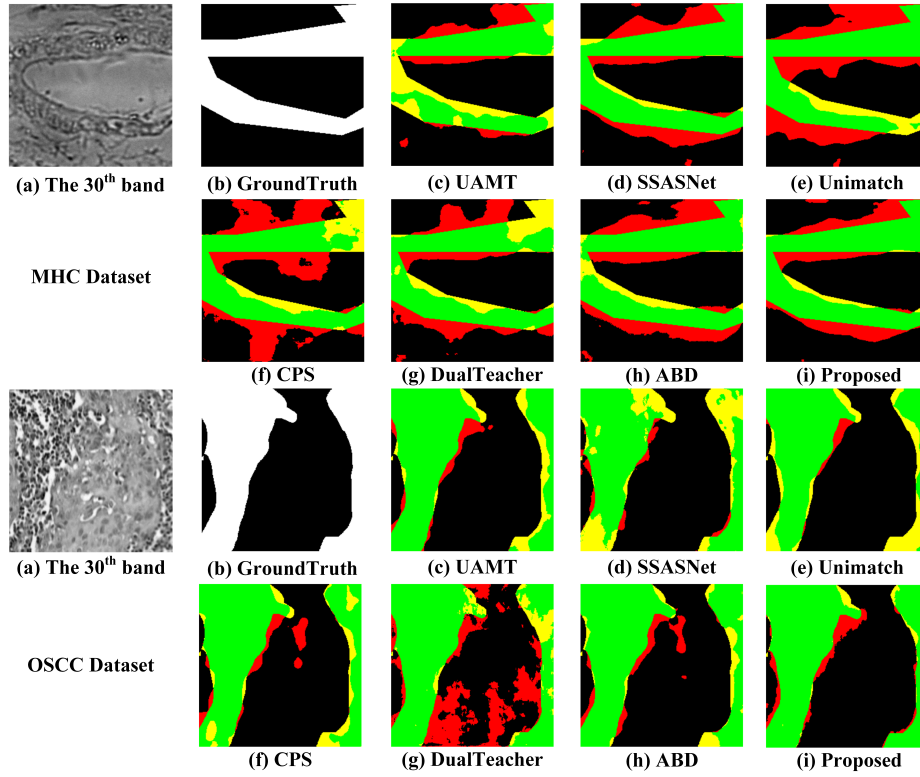 (a) The 30th band
(b) GroundTruth
(c) UAMT
(d) SSASNet
(e) Unimatch
MHC Dataset
(f) CPS
(g) DualTeacher
(h) ABD
(i) Proposed
(a) The 30th band
(b) GroundTruth
(c) UAMT
(d) SSASNet
(e) Unimatch
OSCC Dataset
(f) CPS
(g) DualTeacher
(h) ABD
(i) Proposed